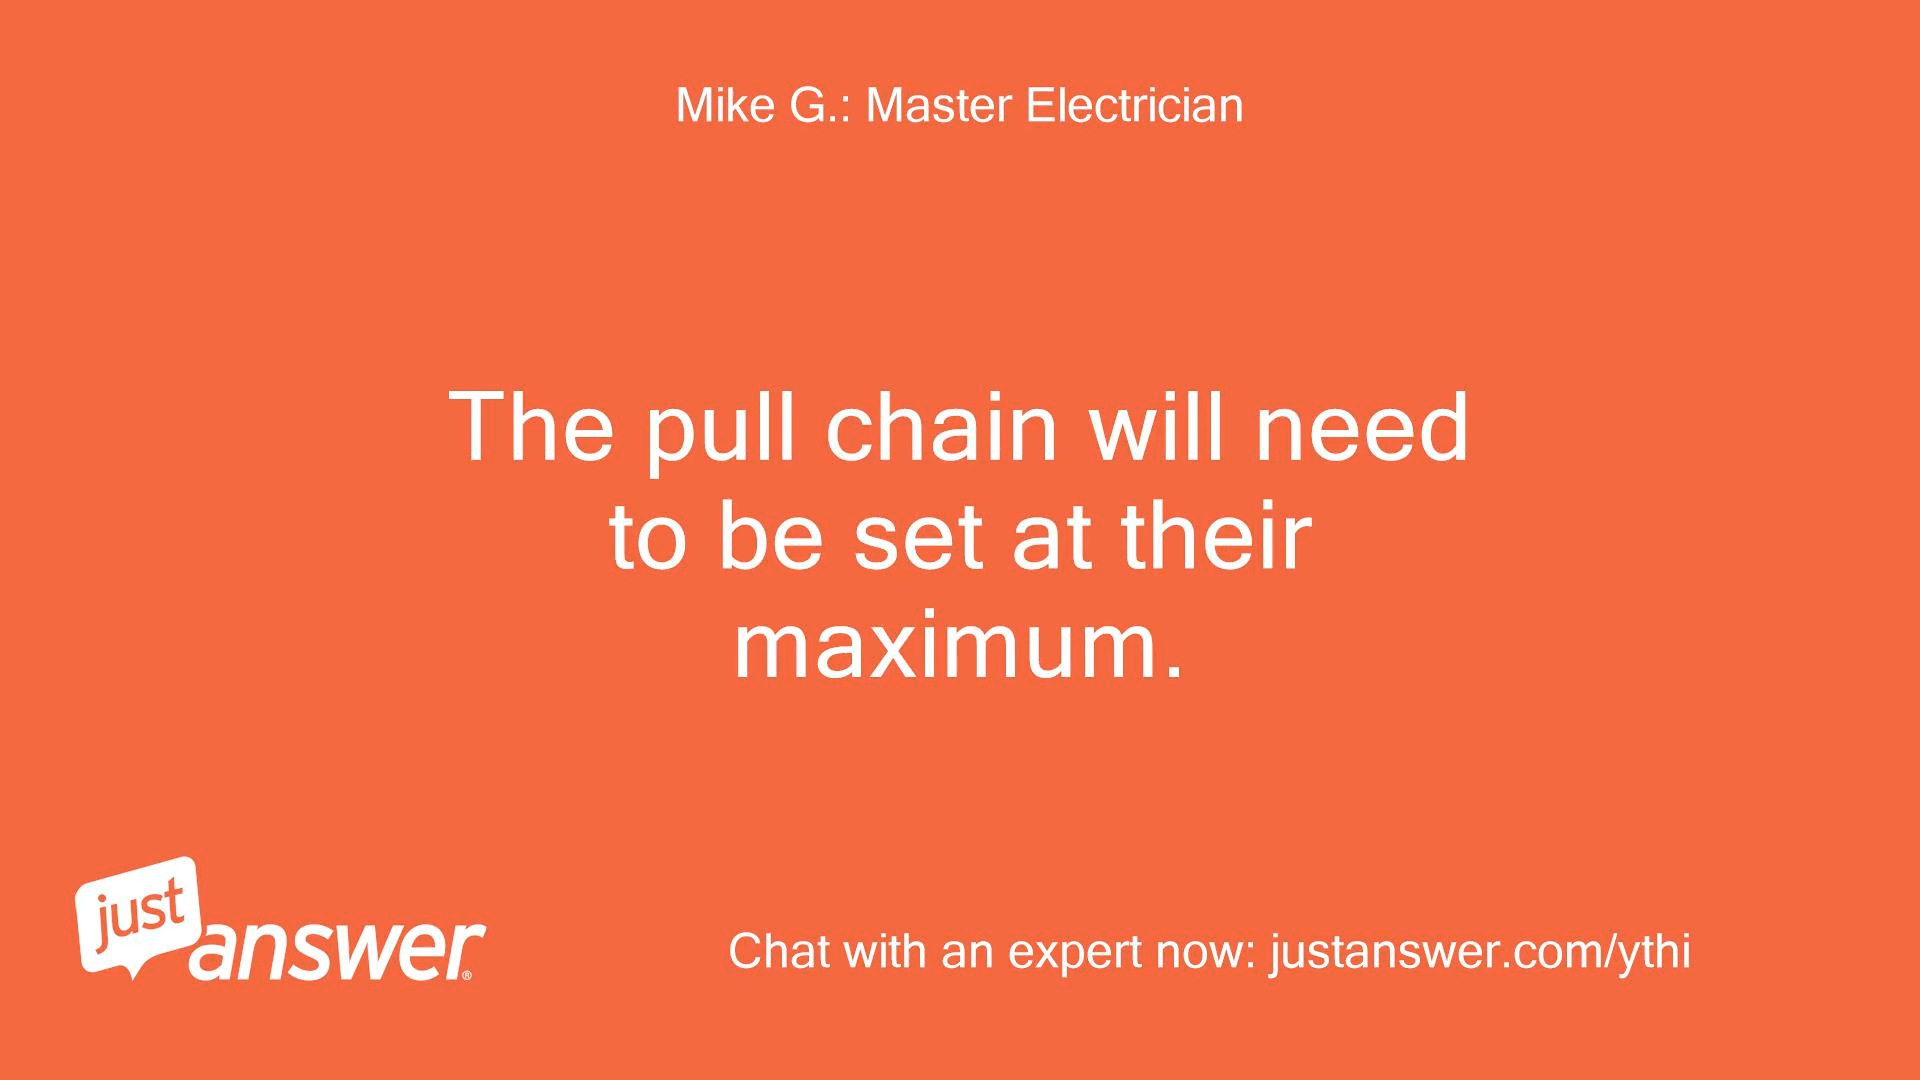 Mike G.: Master Electrician
The pull chain will need
to be set at their
maximum.
just
answer®
Chat with an expert now: justanswer.com/ythi